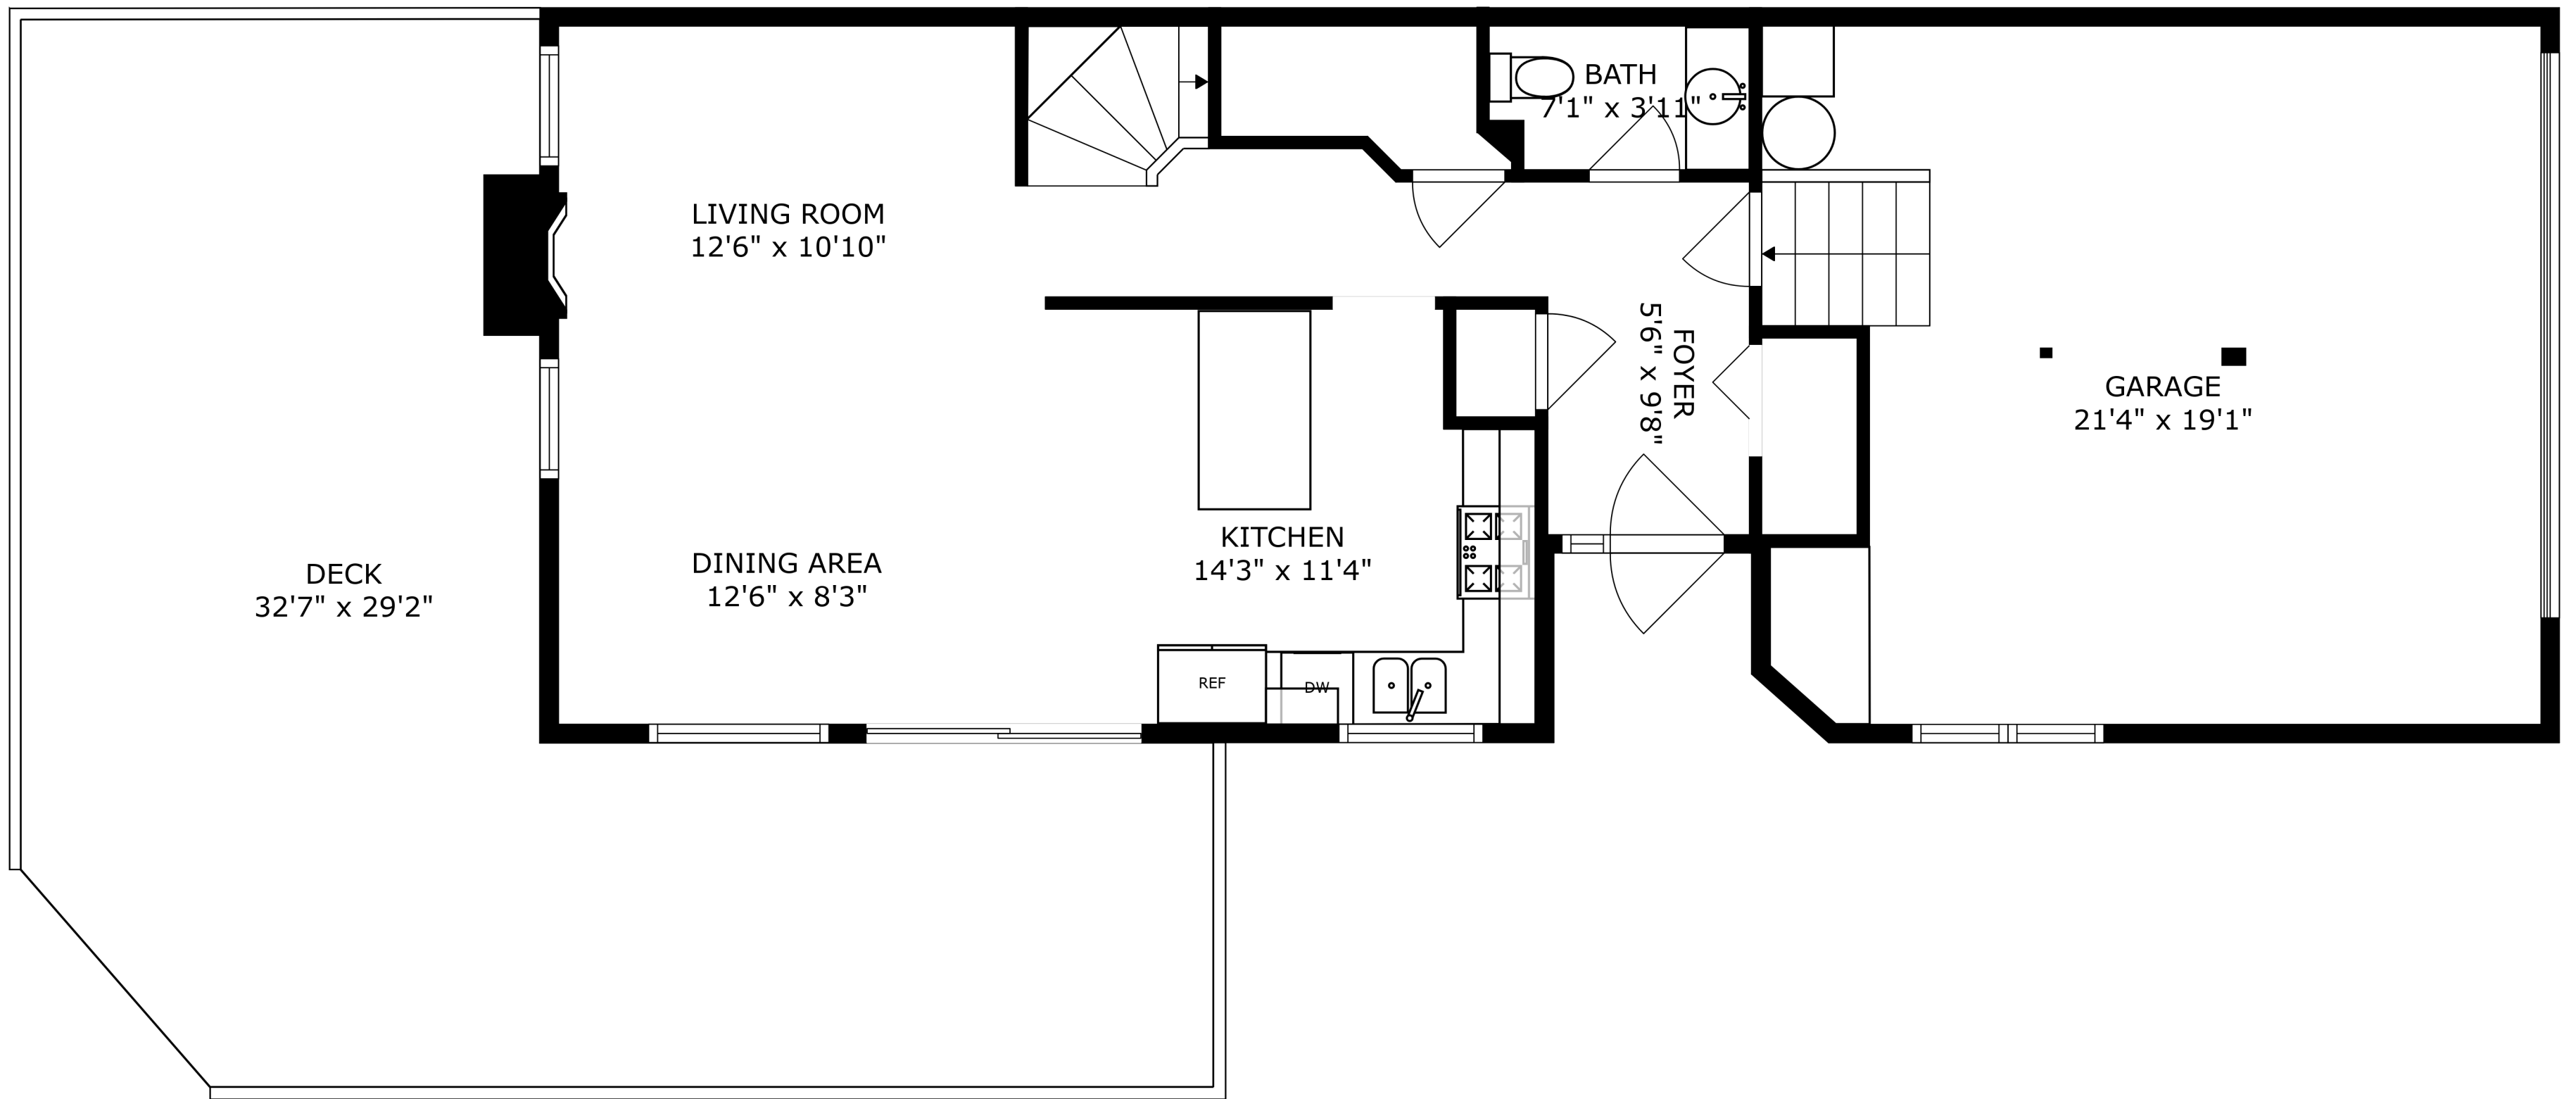 BATH
7'1" x 3'11"
LIVING ROOM
12'6" x 10'10"
FOYER
5'6" x 9'8"
GARAGE
21'4" x 19'1"
KITCHEN
14'3" x 11'4"
DINING AREA
12'6" x 8'3"
DECK
32'7" x 29'2"
REF
DW